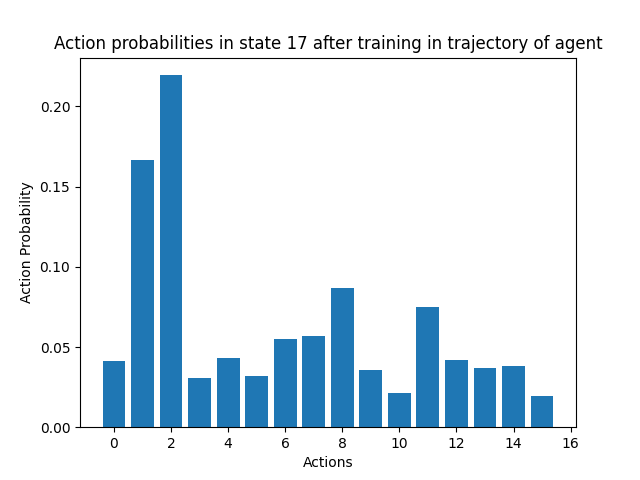 Action probabilities in state 17 after training in trajectory of agent
Action Probability
0.20
0.15
0.10
0.05
0.00
0 2 4 6 8 10 12 14 16
Actions